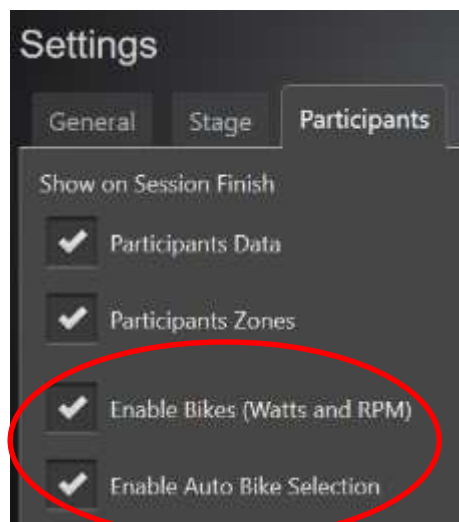 Settings
General Stage Participants
Show on Session Finish
Participants Data
Participants Zones
Enable Bikes (Watts and RPM)
Enable Auto Bike Selection